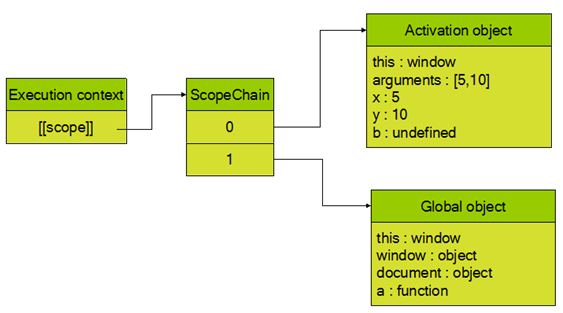 Activation object
this : window
arguments : [5,10]
x : 5
y : 10
b : undefined
Execution context
[[scope]]
ScopeChain
0
1
Global object
this : window
window : object
document : object
a : function